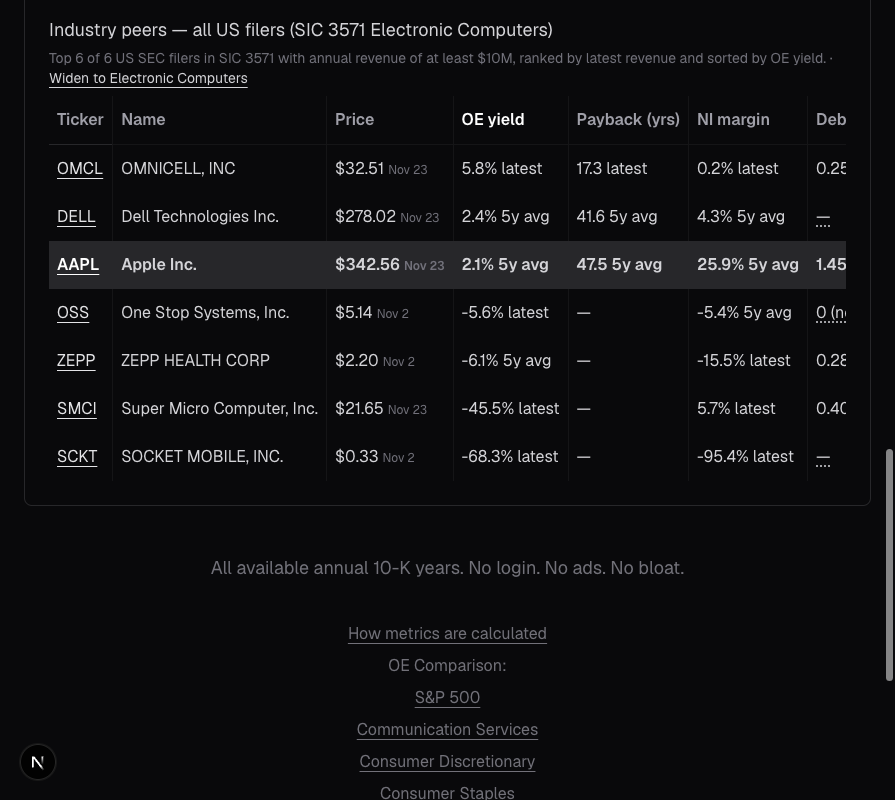 Industry peers — all US filers (SIC 3571 Electronic Computers)
Top 6 of 6 US SEC filers in SIC 3571 with annual revenue of at least $10M, ranked by latest revenue and sorted by OE yield. ·
Widen to Electronic Computers
Ticker Name Price OE yield Payback (yrs) NI margin Deb
OMCL OMNICELL, INC $32.51 Nov 23 5.8% latest 17.3 latest 0.2% latest 0.25
DELL Dell Technologies Inc. $278.02 Nov 23 2.4% 5y avg 41.6 5y avg 4.3% 5y avg —
AAPL Apple Inc. $342.56 Nov 23 2.1% 5y avg 47.5 5y avg 25.9% 5y avg 1.45
OSS One Stop Systems, Inc. $5.14 Nov 2 -5.6% latest — -5.4% 5y avg 0 (n
ZEPP ZEPP HEALTH CORP $2.20 Nov 2 -6.1% 5y avg — -15.5% latest 0.28
SMCI Super Micro Computer, Inc. $21.65 Nov 23 -45.5% latest — 5.7% latest 0.40
SCKT SOCKET MOBILE, INC. $0.33 Nov 2 -68.3% latest — -95.4% latest —
All available annual 10-K years. No login. No ads. No bloat.
How metrics are calculated
OE Comparison:
S&P 500
Communication Services
Consumer Discretionary
Consumer Staples
N